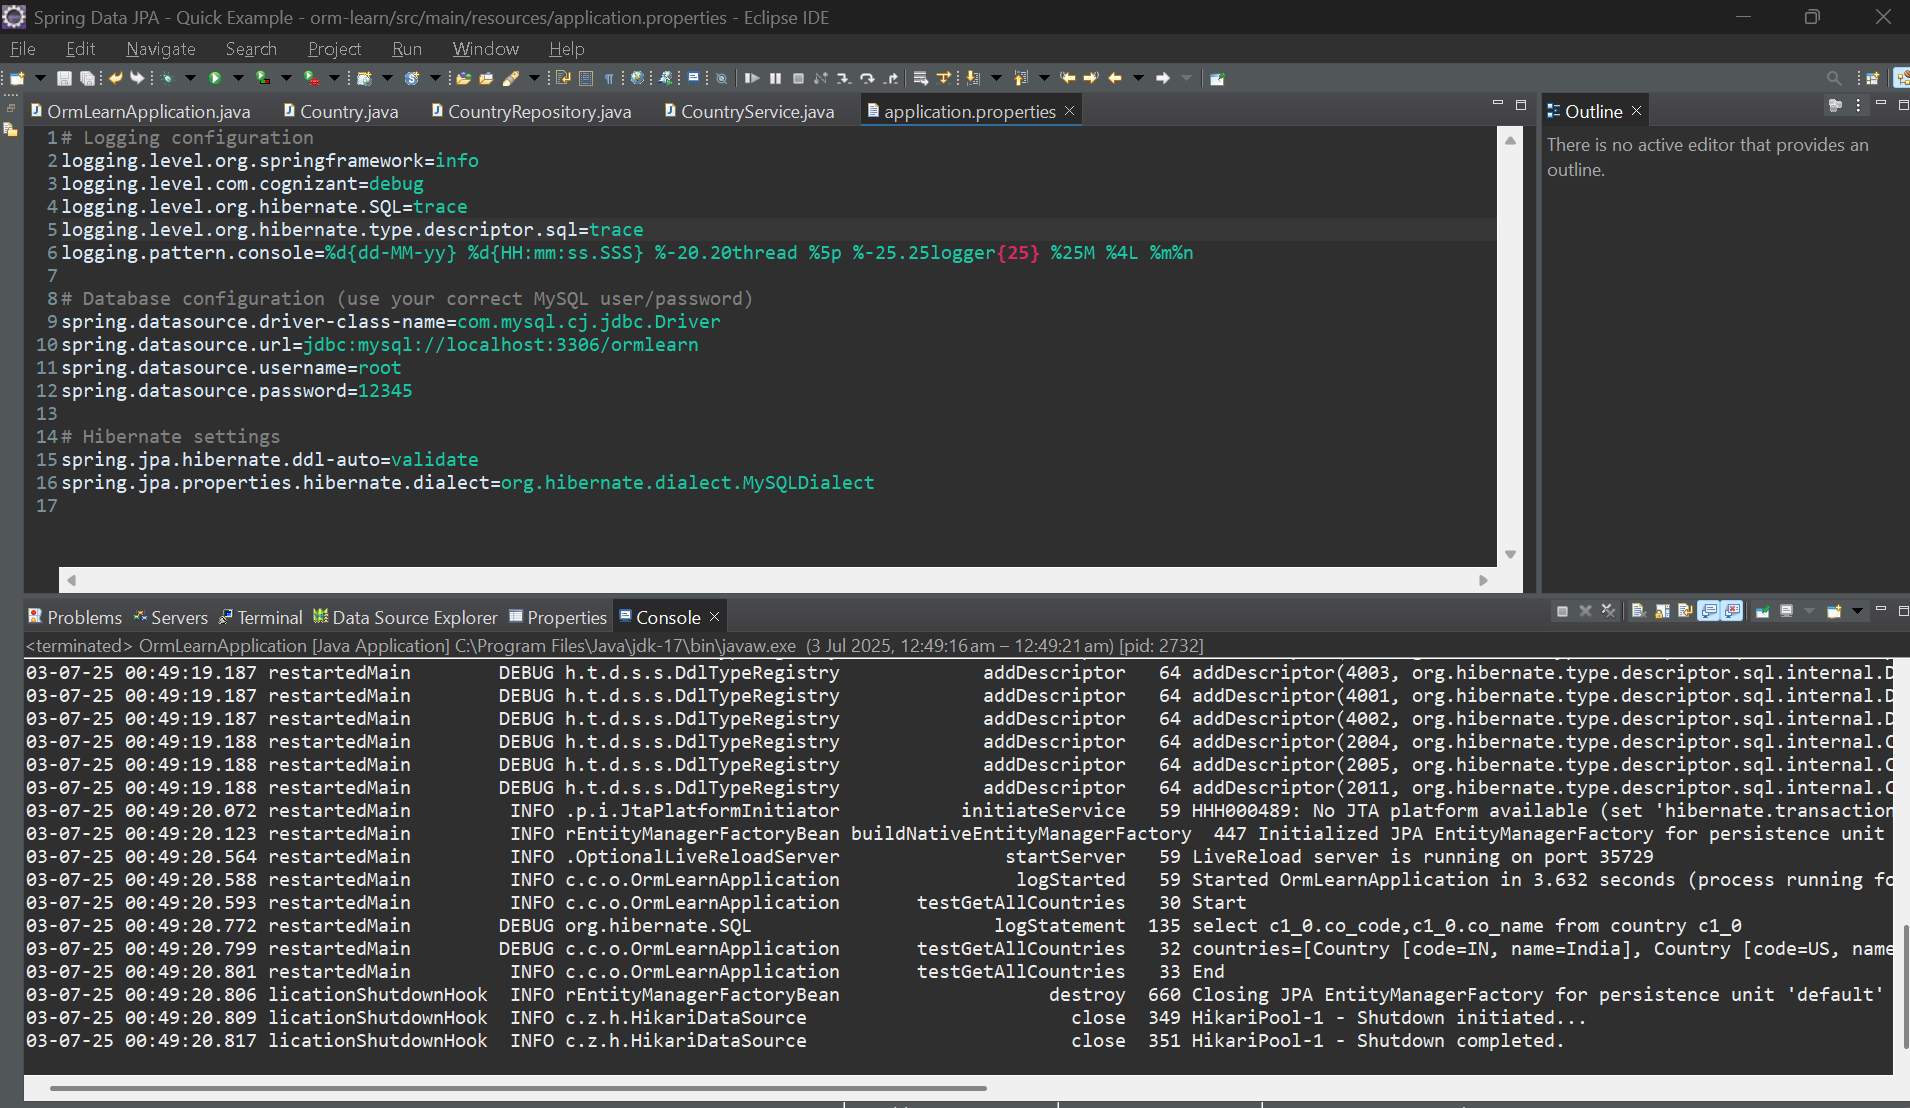 Spring Data JPA - Quick Example - orm-learn/src/main/resources/application.properties - Eclipse IDE
File Edit Navigate Search Project Run Window Help
OrmLearnApplication.java Country.java CountryRepository.java CountryService.java application.properties
Outline
There is no active editor that provides an
outline.
1 # Logging configuration
2 logging.level.org.springframework=info
3 logging.level.com.cognizant=debug
4 logging.level.org.hibernate.SQL=trace
5 logging.level.org.hibernate.type.descriptor.sql=trace
6 logging.pattern.console=%d{dd-MM-yy} %d{HH:mm:ss.SSS} %-20.20thread %5p %-25.25logger{25} %25M %4L %m%n
7
8 # Database configuration (use your correct MySQL user/password)
9 spring.datasource.driver-class-name=com.mysql.cj.jdbc.Driver
10 spring.datasource.url=jdbc:mysql://localhost:3306/ormlearn
11 spring.datasource.username=root
12 spring.datasource.password=12345
13
14 # Hibernate settings
15 spring.jpa.hibernate.ddl-auto=validate
16 spring.jpa.properties.hibernate.dialect=org.hibernate.dialect.MySQLDialect
17
Problems Servers Terminal Data Source Explorer Properties Console
<terminated> OrmLearnApplication [Java Application] C:\Program Files\Java\jdk-17\bin\javaw.exe (3 Jul 2025, 12:49:16 am – 12:49:21 am) [pid: 2732]
03-07-25 00:49:19.187 restartedMain DEBUG h.t.d.s.s.DdlTypeRegistry addDescriptor 64 addDescriptor(4003, org.hibernate.type.descriptor.sql.internal.D
03-07-25 00:49:19.187 restartedMain DEBUG h.t.d.s.s.DdlTypeRegistry addDescriptor 64 addDescriptor(4001, org.hibernate.type.descriptor.sql.internal.D
03-07-25 00:49:19.187 restartedMain DEBUG h.t.d.s.s.DdlTypeRegistry addDescriptor 64 addDescriptor(4002, org.hibernate.type.descriptor.sql.internal.D
03-07-25 00:49:19.188 restartedMain DEBUG h.t.d.s.s.DdlTypeRegistry addDescriptor 64 addDescriptor(2004, org.hibernate.type.descriptor.sql.internal.C
03-07-25 00:49:19.188 restartedMain DEBUG h.t.d.s.s.DdlTypeRegistry addDescriptor 64 addDescriptor(2005, org.hibernate.type.descriptor.sql.internal.C
03-07-25 00:49:19.188 restartedMain DEBUG h.t.d.s.s.DdlTypeRegistry addDescriptor 64 addDescriptor(2011, org.hibernate.type.descriptor.sql.internal.C
03-07-25 00:49:20.072 restartedMain INFO .p.i.JtaPlatformInitiator initiateService 59 HHH000489: No JTA platform available (set 'hibernate.transaction
03-07-25 00:49:20.123 restartedMain INFO rEntityManagerFactoryBean buildNativeEntityManagerFactory 447 Initialized JPA EntityManagerFactory for persistence unit
03-07-25 00:49:20.564 restartedMain INFO .OptionalLiveReloadServer startServer 59 LiveReload server is running on port 35729
03-07-25 00:49:20.588 restartedMain INFO c.c.o.OrmLearnApplication logStarted 59 Started OrmLearnApplication in 3.632 seconds (process running fo
03-07-25 00:49:20.593 restartedMain INFO c.c.o.OrmLearnApplication testGetAllCountries 30 Start
03-07-25 00:49:20.772 restartedMain DEBUG org.hibernate.SQL logStatement 135 select c1_0.co_code,c1_0.co_name from country c1_0
03-07-25 00:49:20.799 restartedMain DEBUG c.c.o.OrmLearnApplication testGetAllCountries 32 countries=[Country [code=IN, name=India], Country [code=US, name
03-07-25 00:49:20.801 restartedMain INFO c.c.o.OrmLearnApplication testGetAllCountries 33 End
03-07-25 00:49:20.806 licationShutdownHook INFO rEntityManagerFactoryBean destroy 660 Closing JPA EntityManagerFactory for persistence unit 'default'
03-07-25 00:49:20.809 licationShutdownHook INFO c.z.h.HikariDataSource close 349 HikariPool-1 - Shutdown initiated...
03-07-25 00:49:20.817 licationShutdownHook INFO c.z.h.HikariDataSource close 351 HikariPool-1 - Shutdown completed.